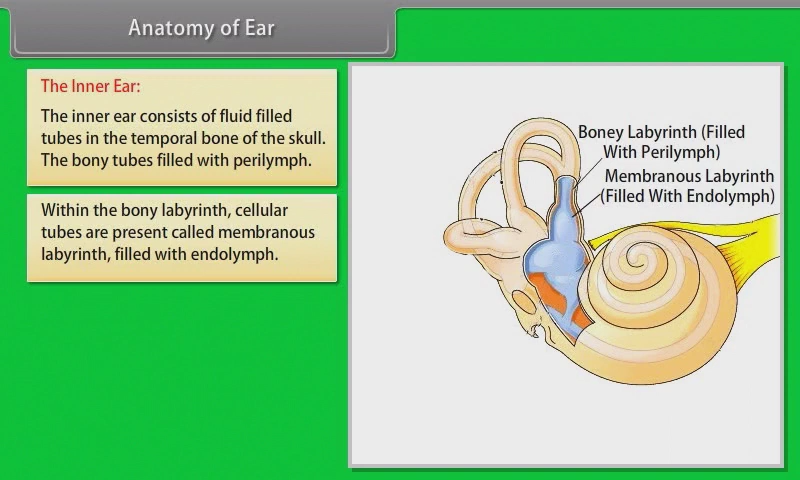 Anatomy of Ear
The Inner Ear:
The inner ear consists of fluid filled
tubes in the temporal bone of the skull.
The bony tubes filled with perilymph.
Within the bony labyrinth, cellular
tubes are present called membranous
labyrinth, filled with endolymph.
Boney Labyrinth (Filled
With Perilymph)
Membranous Labyrinth
(Filled With Endolymph)